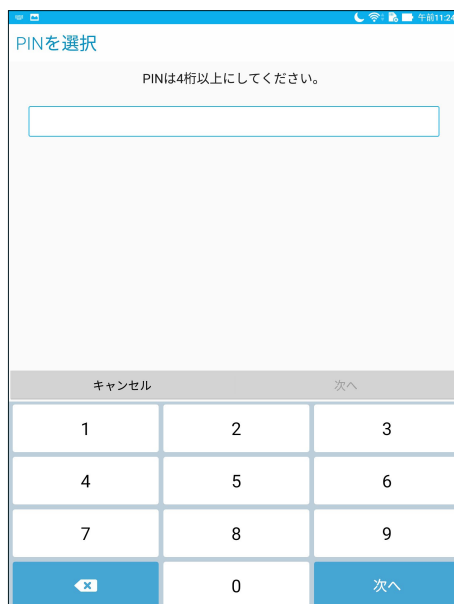 午前11:24
PINを選択
PINは4桁以上にしてください。
キャンセル 次へ
1 2 3
4 5 6
7 8 9
0 次へ